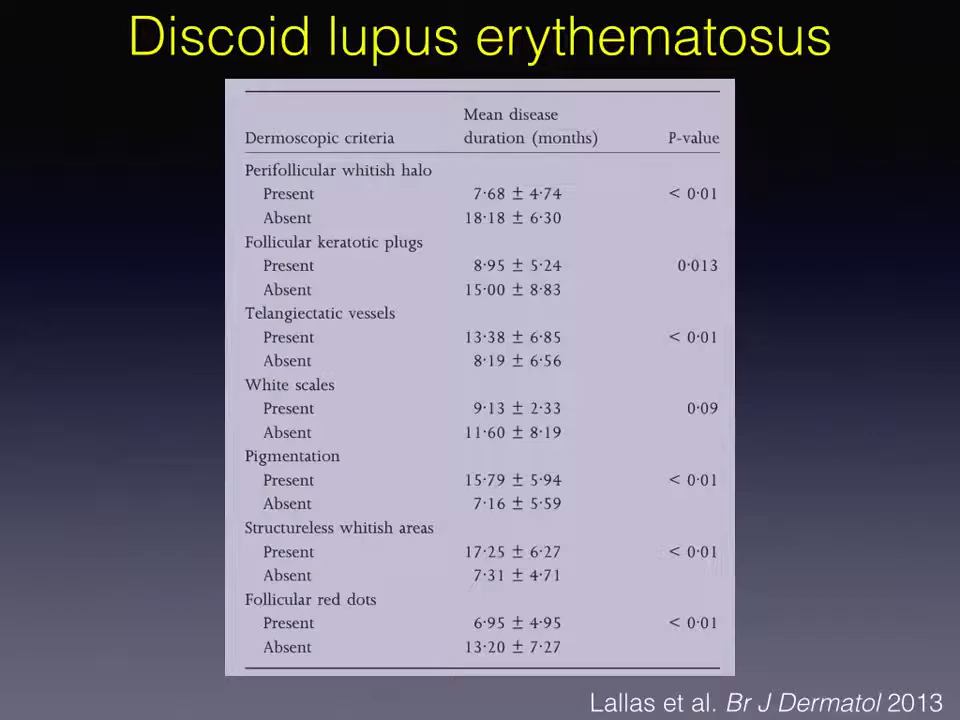 Discoid lupus erythematosus
Mean disease
Dermoscopic criteria duration (months) P-value
Perifollicular whitish halo
Present 7·68 ± 4·74 < 0·01
Absent 18·18 ± 6·30
Follicular keratotic plugs
Present 8·95 ± 5·24 0·013
Absent 15·00 ± 8·83
Telangiectatic vessels
Present 13·38 ± 6·85 < 0·01
Absent 8·19 ± 6·56
White scales
Present 9·13 ± 2·33 0·09
Absent 11·60 ± 8·19
Pigmentation
Present 15·79 ± 5·94 < 0·01
Absent 7·16 ± 5·59
Structureless whitish areas
Present 17·25 ± 6·27 < 0·01
Absent 7·31 ± 4·71
Follicular red dots
Present 6·95 ± 4·95 < 0·01
Absent 13·20 ± 7·27
Lallas et al. Br J Dermatol 2013